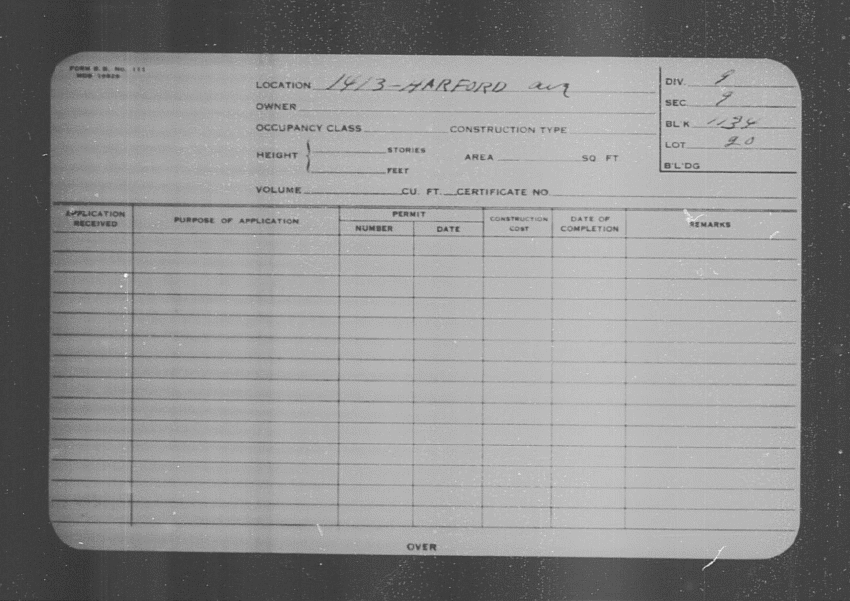 FORM B. B. No. 111
LOCATION 1413-HARFORD ave
OWNER
OCCUPANCY CLASS CONSTRUCTION TYPE
HEIGHT { STORIES AREA SQ FT
FEET
VOLUME CU. FT. CERTIFICATE NO.
DIV. 9
SEC. 9
BL'K 1134
LOT 20
B'L'DG
APPLICATION RECEIVED PURPOSE OF APPLICATION PERMIT NUMBER DATE CONSTRUCTION COST DATE OF COMPLETION REMARKS
OVER